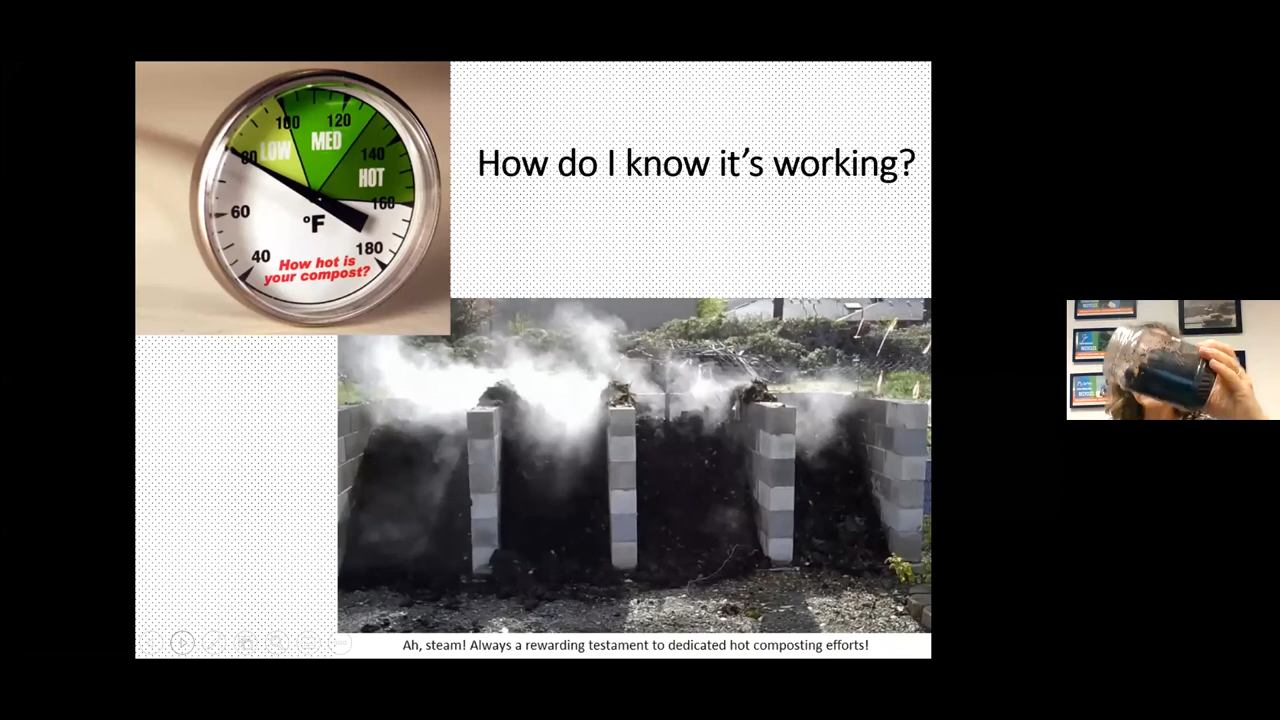 How do I know it's working?
100
120
80
LOW
MED
140
HOT
60
160
°F
40
180
How hot is
your compost?
Ah, steam! Always a rewarding testament to dedicated hot composting efforts!